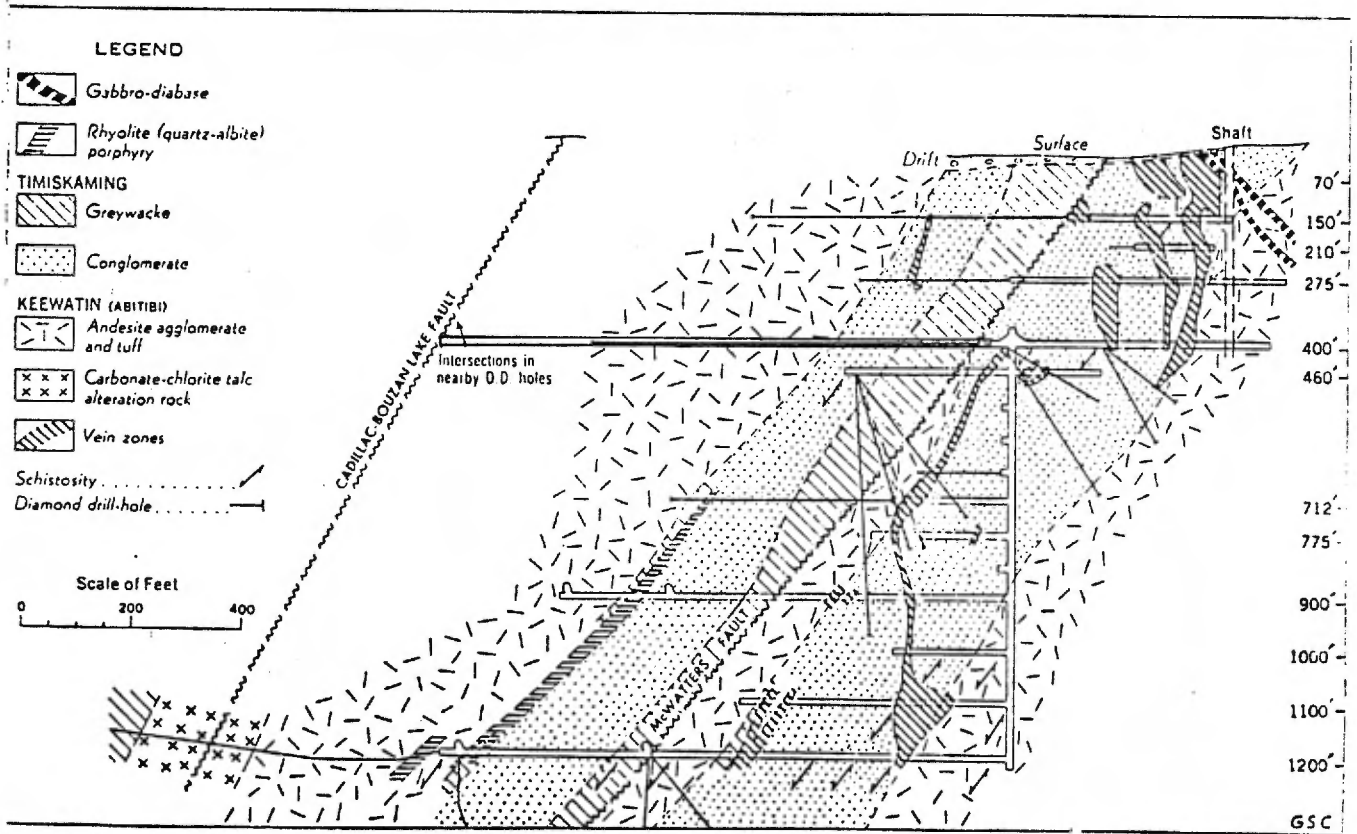 LEGEND
Gabbro-diabase
Rhyolite (quartz-albite)
porphyry
TIMISKAMING
Greywacke
Conglomerate
KEEWATIN (ABITIBI)
Andesite agglomerate
and tuff
Carbonate-chlorite talc
alteration rock
Vein zones
Schistosity
Diamond drill-hole
Scale of Feet
0 200 400
CADILLAC-BOUZAN LAKE FAULT
Intersections in
nearby D.D. holes
Drift
Surface
Shaft
McWATTERS FAULT
70'
150'
210'
275'
400'
460'
712'
775'
900'
1000'
1100'
1200'
GSC